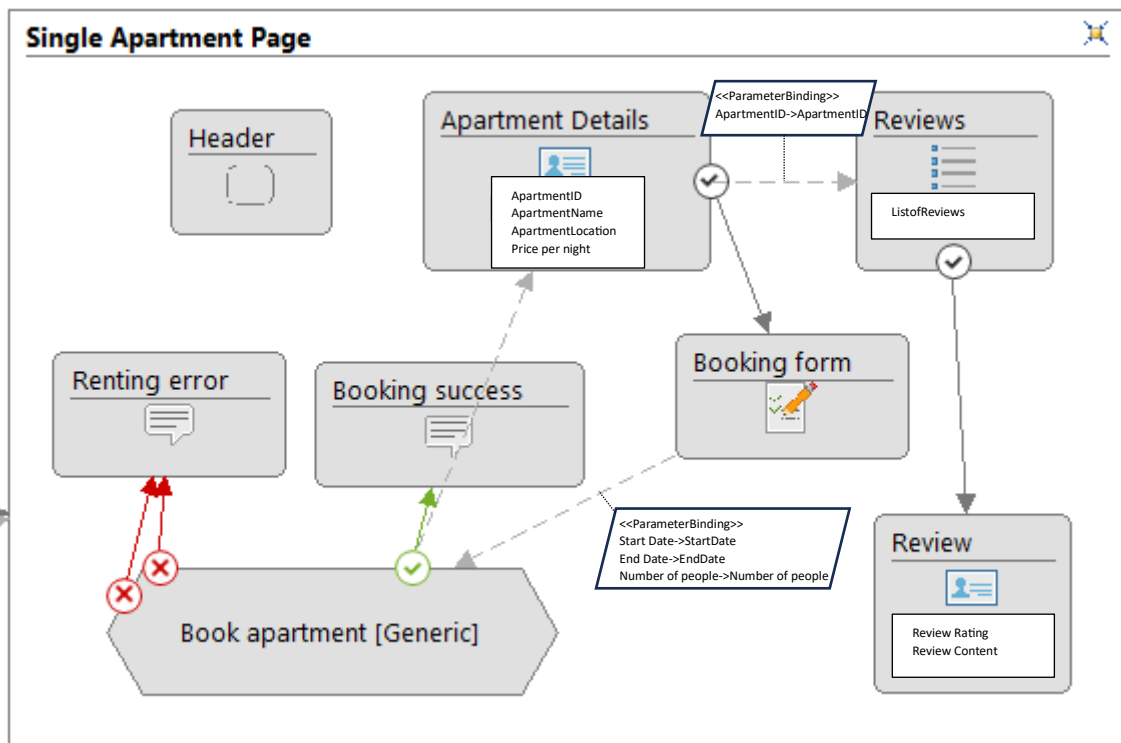 Single Apartment Page
Header
Apartment Details
ApartmentID
ApartmentName
ApartmentLocation
Price per night
<<ParameterBinding>>
ApartmentID->ApartmentID
Reviews
ListofReviews
Renting error
Booking success
Booking form
<<ParameterBinding>>
Start Date->StartDate
End Date->EndDate
Number of people->Number of people
Review
Review Rating
Review Content
Book apartment [Generic]